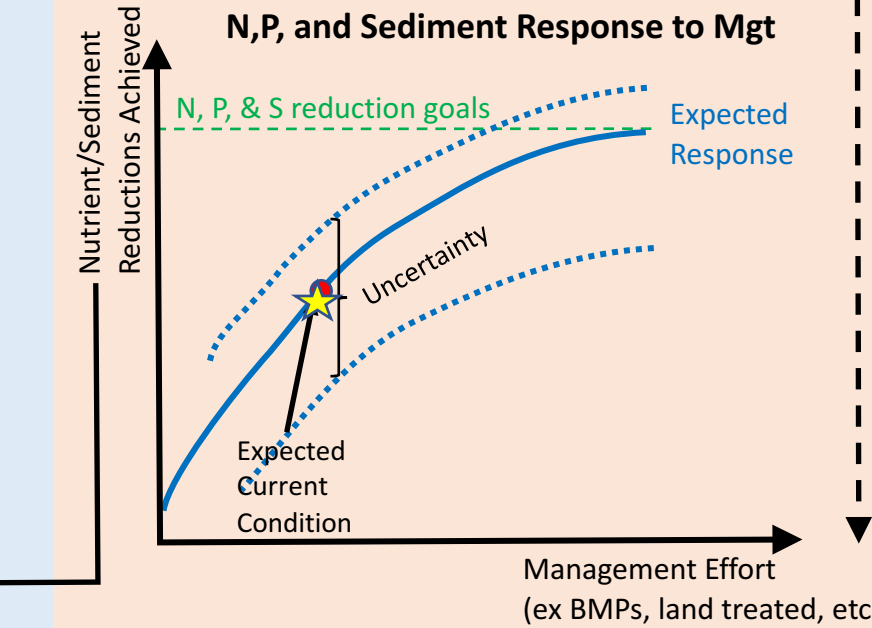 N,P, and Sediment Response to Mgt
Nutrient/Sediment
Reductions Achieved
N, P, & S reduction goals
Expected
Response
Uncertainty
Expected
Current
Condition
Management Effort
(ex BMPs, land treated, etc